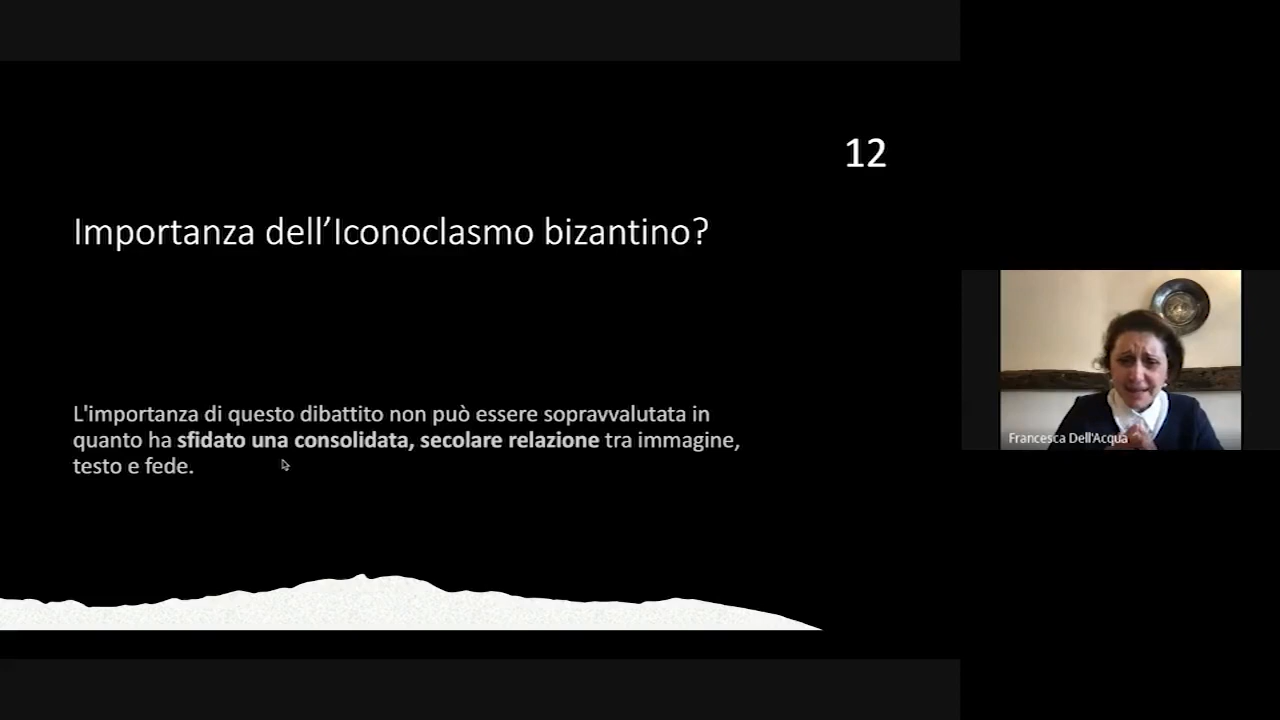 12
Importanza dell’Iconoclasmo bizantino?
L'importanza di questo dibattito non può essere sopravvalutata in
quanto ha sfidato una consolidata, secolare relazione tra immagine,
testo e fede.
Francesca Dell'Acqua